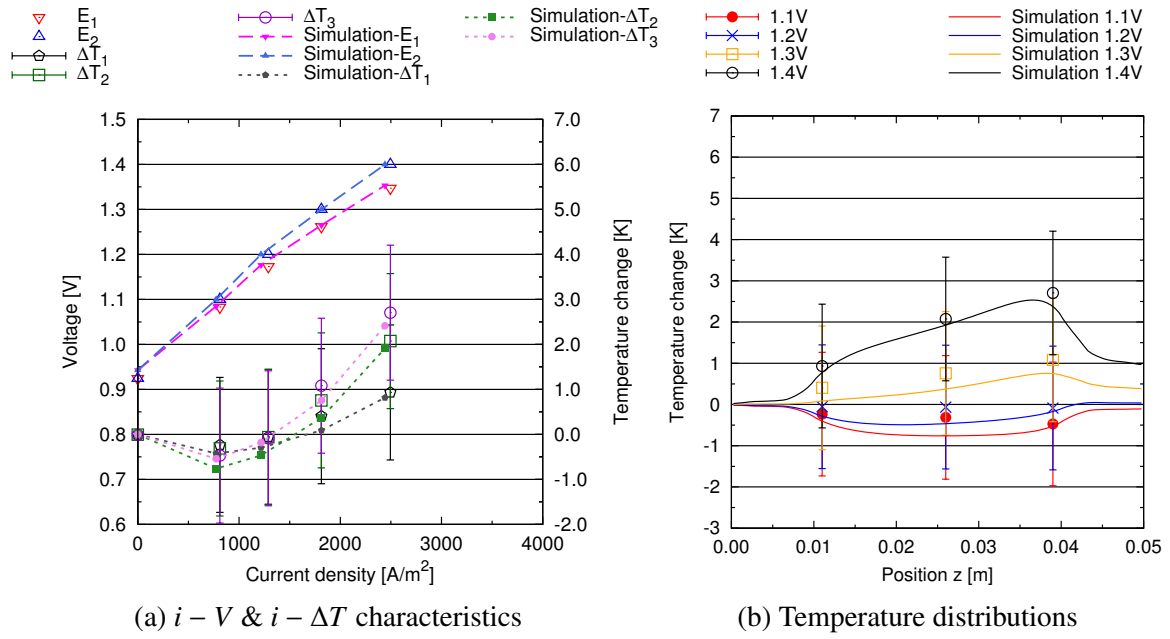 E₁
E₂
ΔT₁
ΔT₂
ΔT₃
Simulation-E₁
Simulation-E₂
Simulation-ΔT₁
Simulation-ΔT₂
Simulation-ΔT₃
1.5
1.4
1.3
1.2
1.1
1.0
0.9
0.8
0.7
0.6
Voltage [V]
7.0
6.0
5.0
4.0
3.0
2.0
1.0
0.0
-1.0
-2.0
Temperature change [K]
0 1000 2000 3000 4000
Current density [A/m²]
(a) i – V & i – ΔT characteristics
1.1V
1.2V
1.3V
1.4V
Simulation 1.1V
Simulation 1.2V
Simulation 1.3V
Simulation 1.4V
7
6
5
4
3
2
1
0
-1
-2
-3
Temperature change [K]
0.00 0.01 0.02 0.03 0.04 0.05
Position z [m]
(b) Temperature distributions